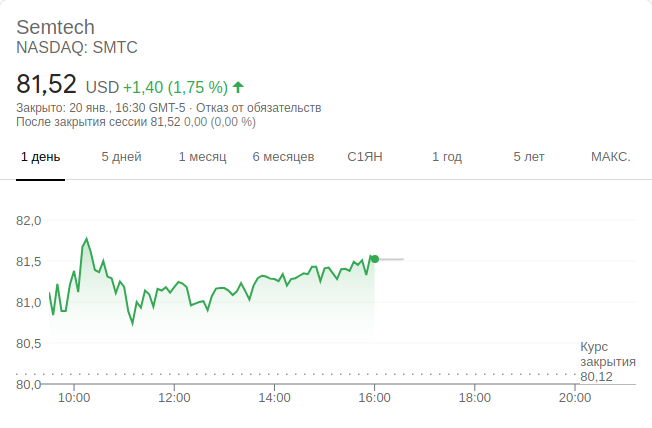 Semtech
NASDAQ: SMTC
81,52 USD +1,40 (1,75 %)
Закрыто: 20 янв., 16:30 GMT-5 · Отказ от обязательств
После закрытия сессии 81,52 0,00 (0,00 %)
1 день 5 дней 1 месяц 6 месяцев С1ЯН 1 год 5 лет МАКС.
82,0
81,5
81,0
80,5
80,0
Курс
закрытия
80,12
10:00 12:00 14:00 16:00 18:00 20:00